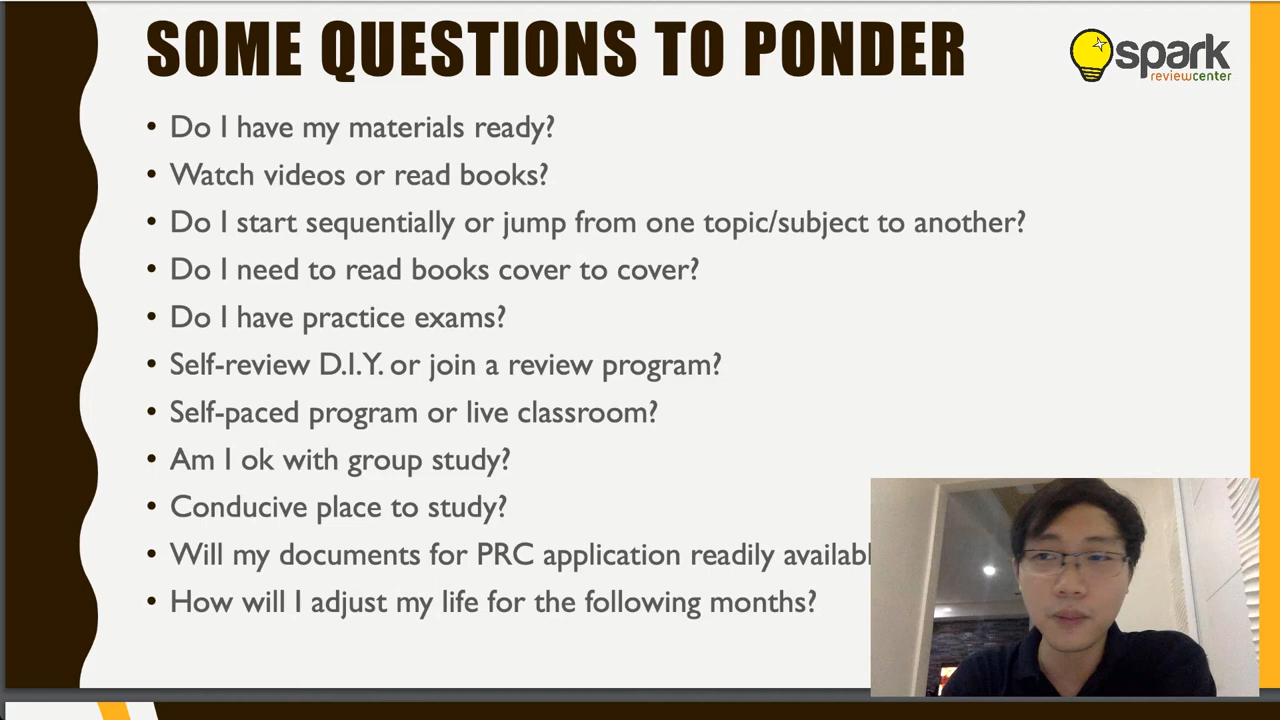 SOME QUESTIONS TO PONDER
spark
reviewcenter
• Do I have my materials ready?
• Watch videos or read books?
• Do I start sequentially or jump from one topic/subject to another?
• Do I need to read books cover to cover?
• Do I have practice exams?
• Self-review D.I.Y. or join a review program?
• Self-paced program or live classroom?
• Am I ok with group study?
• Conducive place to study?
• Will my documents for PRC application readily
• How will I adjust my life for the following months?